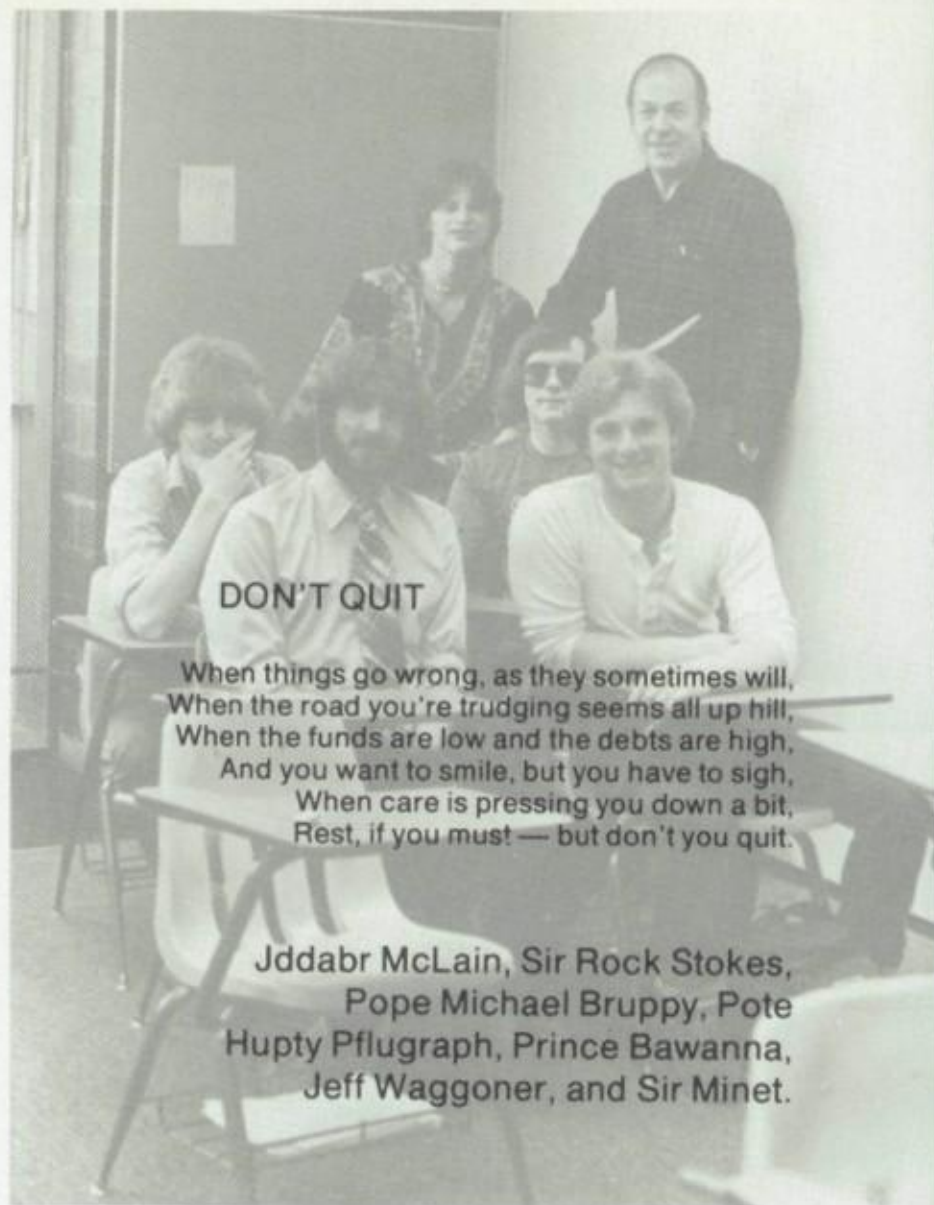 DON'T QUIT
When things go wrong, as they sometimes will,
When the road you're trudging seems all up hill,
When the funds are low and the debts are high,
And you want to smile, but you have to sigh,
When care is pressing you down a bit,
Rest, if you must — but don't you quit.
Jddabr McLain, Sir Rock Stokes,
Pope Michael Bruppy, Pote
Hupty Pflugraph, Prince Bawanna,
Jeff Waggoner, and Sir Minet.